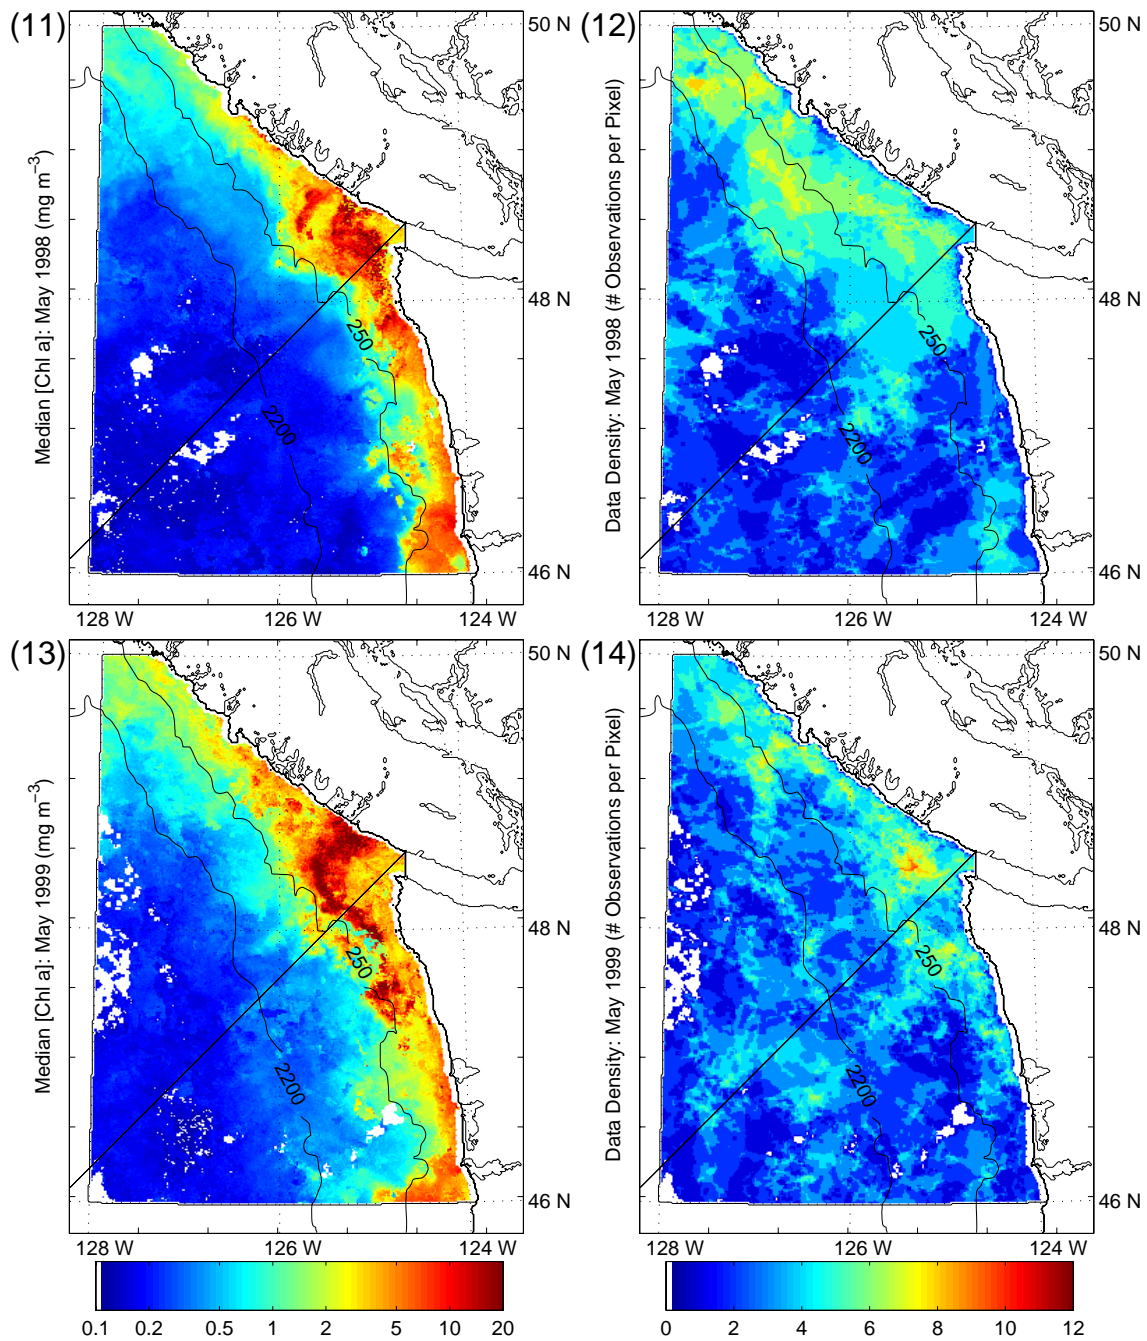 (11)
Median [Chl a]: May 1998 (mg m−3)
250
2200
50 N
48 N
46 N
128 W
126 W
124 W
(12)
Data Density: May 1998 (# Observations per Pixel)
250
2200
50 N
48 N
46 N
128 W
126 W
124 W
(13)
Median [Chl a]: May 1999 (mg m−3)
250
2200
50 N
48 N
46 N
128 W
126 W
124 W
(14)
Data Density: May 1999 (# Observations per Pixel)
250
2200
50 N
48 N
46 N
128 W
126 W
124 W
0.1 0.2 0.5 1 2 5 10 20
0 2 4 6 8 10 12